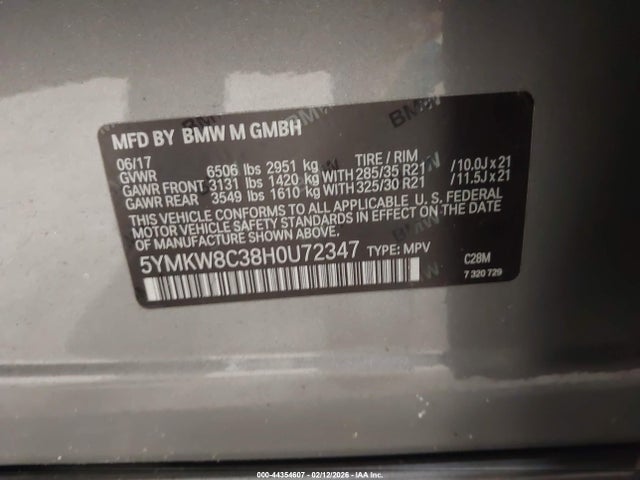 MFD BY BMW M GMBH
06/17 TIRE / RIM
GVWR 6506 lbs 2951 kg
GAWR FRONT 3131 lbs 1420 kg WITH 285/35 R21 /10.0J x 21
GAWR REAR 3549 lbs 1610 kg WITH 325/30 R21 /11.5J x 21
THIS VEHICLE CONFORMS TO ALL APPLICABLE U. S. FEDERAL
MOTOR VEHICLE SAFETY STANDARDS IN EFFECT ON THE DATE
OF MANUFACTURE SHOWN ABOVE.
5YMKW8C38H0U72347 TYPE: MPV
C28M
7 320 729
000-44354607 - 02/12/2026 - IAA Inc.